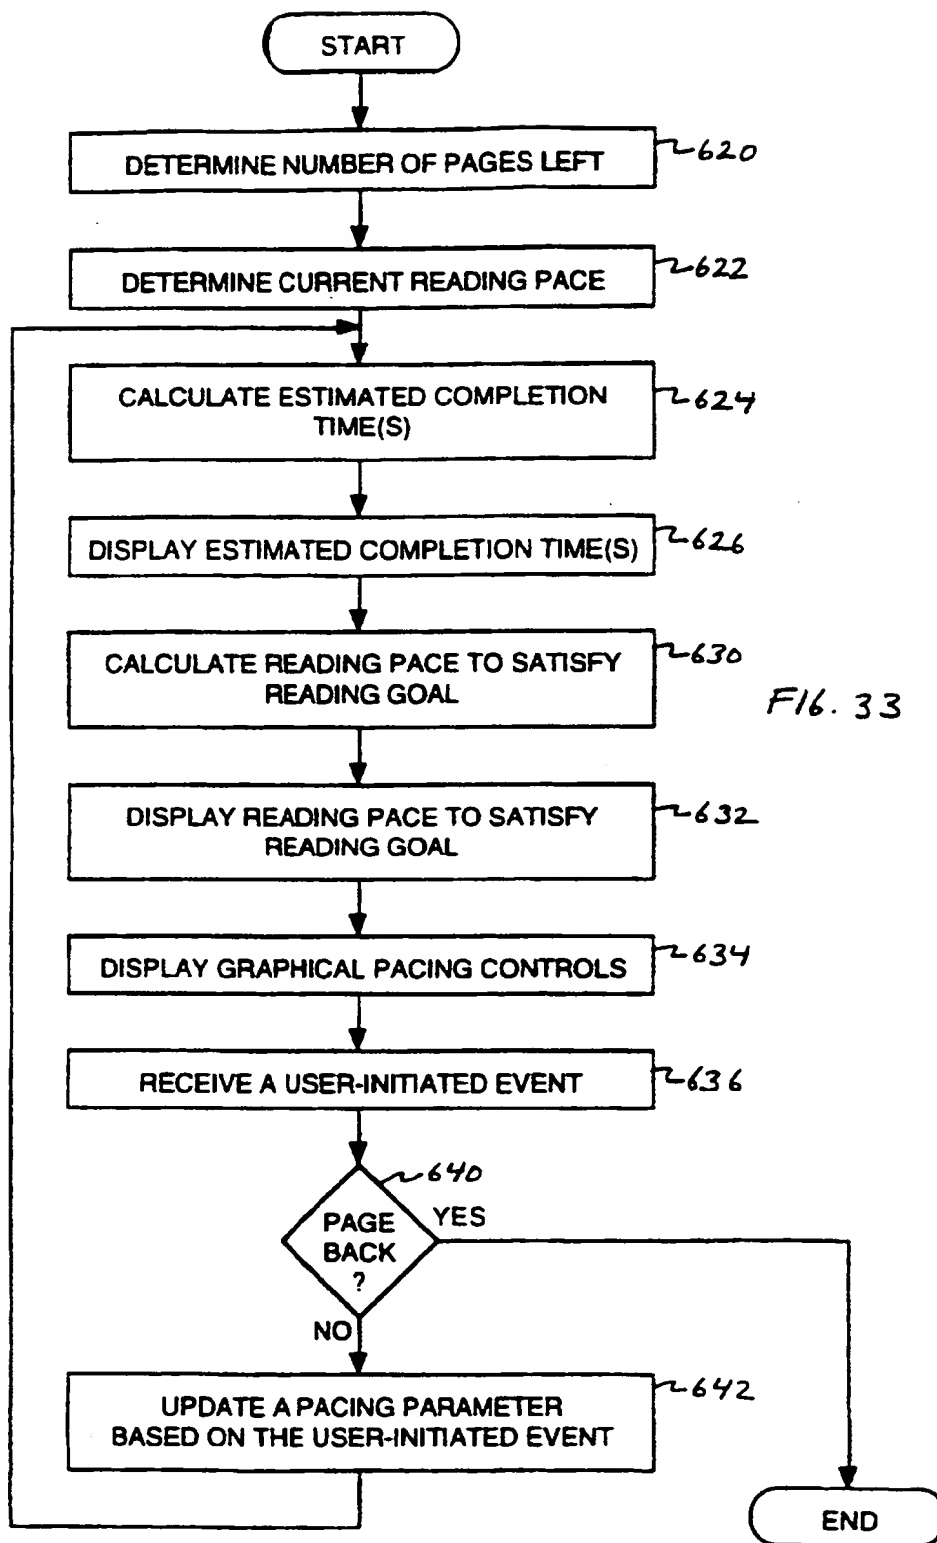 START
DETERMINE NUMBER OF PAGES LEFT
620
DETERMINE CURRENT READING PACE
622
CALCULATE ESTIMATED COMPLETION
TIME(S)
624
DISPLAY ESTIMATED COMPLETION TIME(S)
626
CALCULATE READING PACE TO SATISFY
READING GOAL
630
FIG. 33
DISPLAY READING PACE TO SATISFY
READING GOAL
632
DISPLAY GRAPHICAL PACING CONTROLS
634
RECEIVE A USER-INITIATED EVENT
636
640
PAGE
BACK
?
YES
NO
UPDATE A PACING PARAMETER
BASED ON THE USER-INITIATED EVENT
642
END